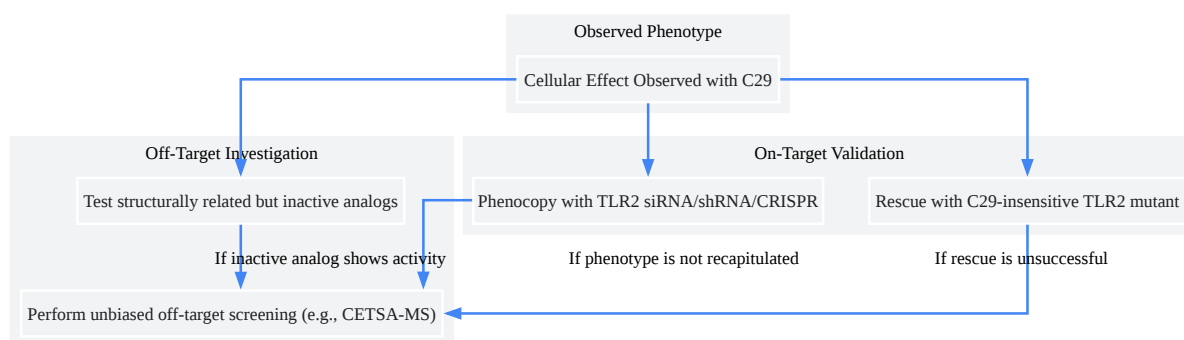 Observed Phenotype
Cellular Effect Observed with C29
Off-Target Investigation
On-Target Validation
Test structurally related but inactive analogs
Phenocopy with TLR2 siRNA/shRNA/CRISPR
Rescue with C29-insensitive TLR2 mutant
If inactive analog shows activity
If phenotype is not recapitulated
If rescue is unsuccessful
Perform unbiased off-target screening (e.g., CETSA-MS)